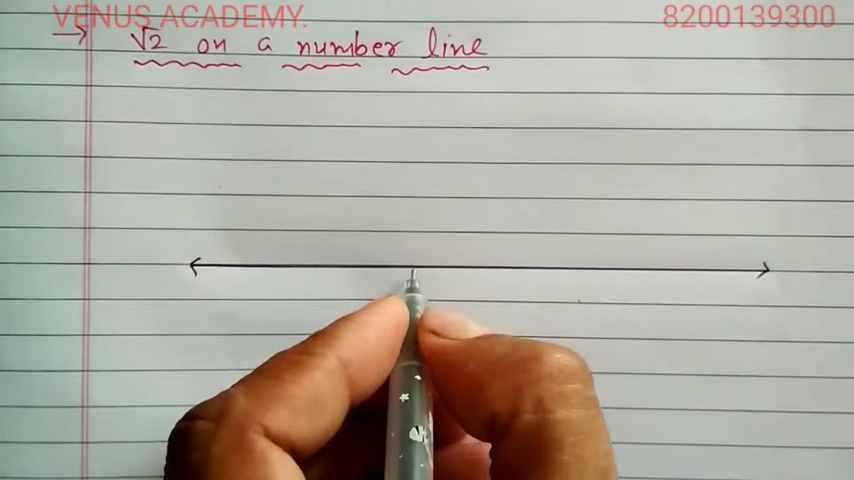 VENUS ACADEMY. 8200139300
→ √2 on a number line